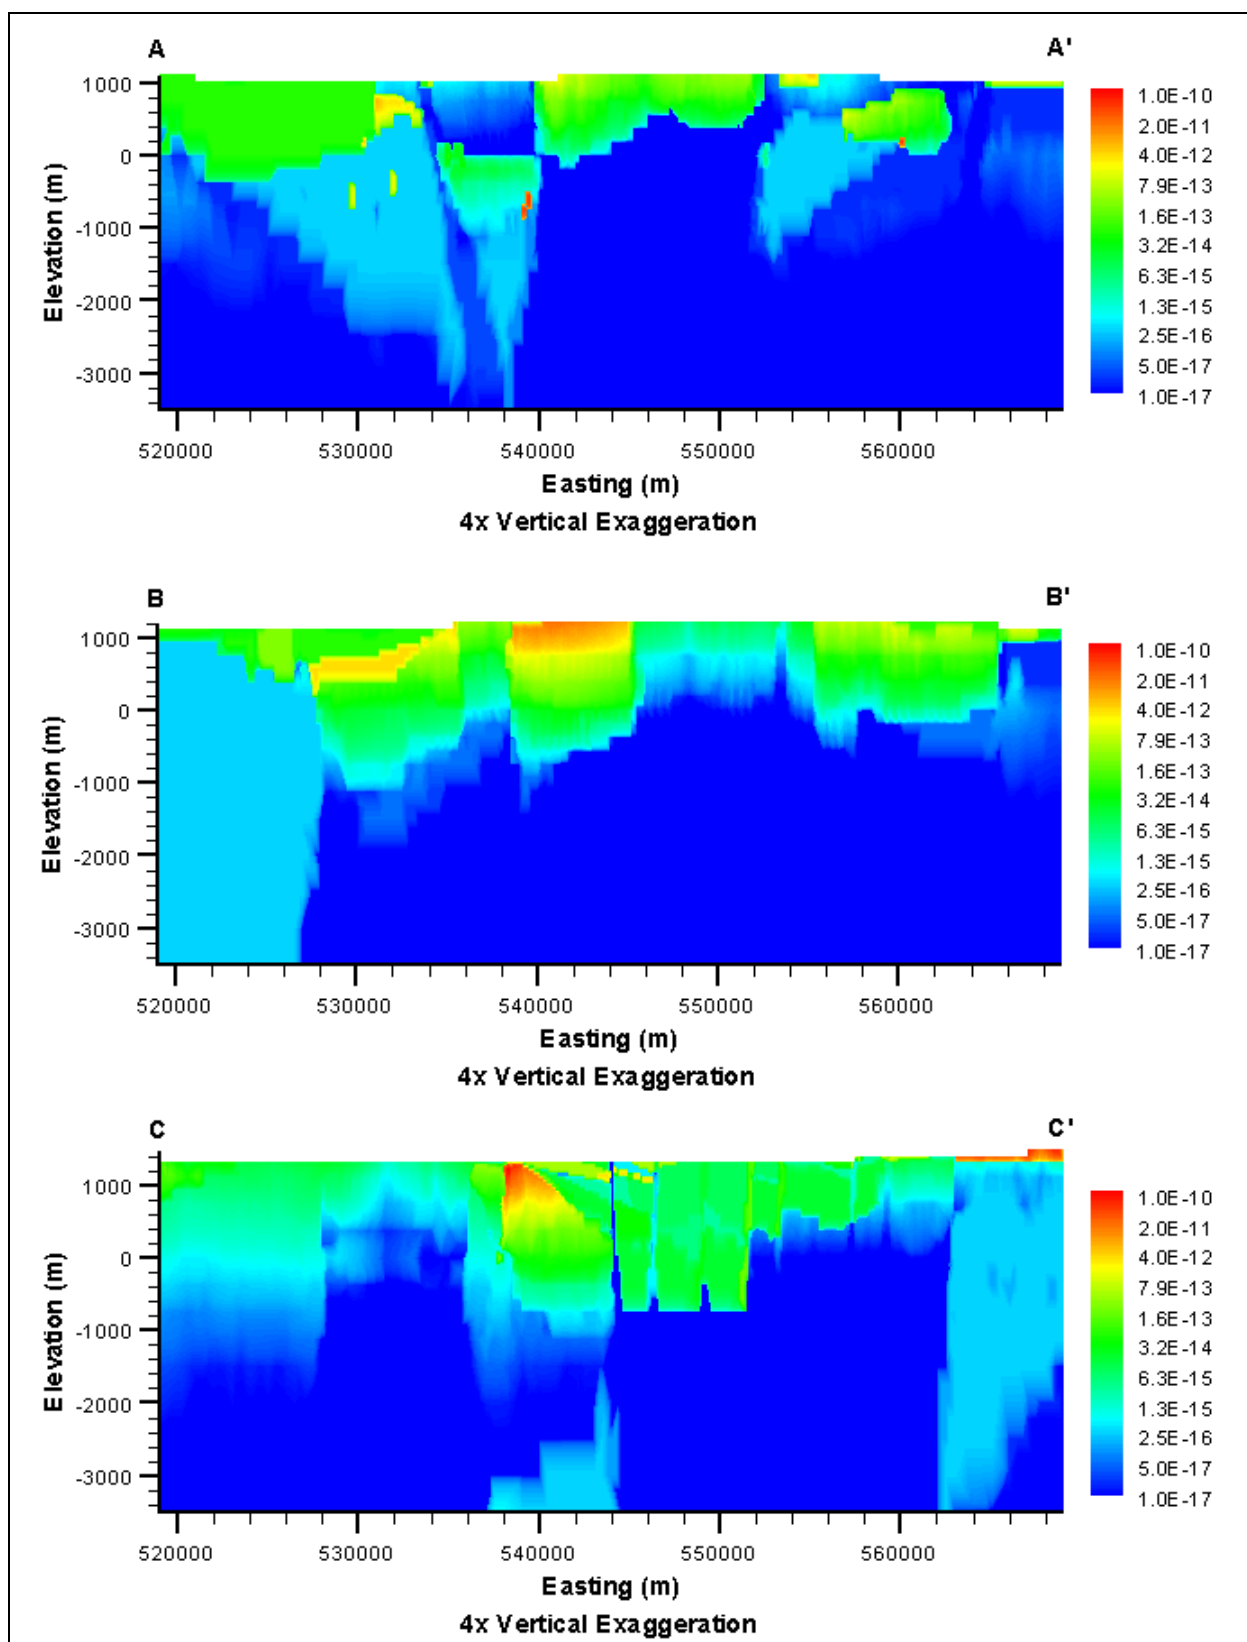 A A'
1000
0
-1000
-2000
-3000
Elevation (m)
520000 530000 540000 550000 560000
Easting (m)
4x Vertical Exaggeration
1.0E-10
2.0E-11
4.0E-12
7.9E-13
1.6E-13
3.2E-14
6.3E-15
1.3E-15
2.5E-16
5.0E-17
1.0E-17
B B'
1000
0
-1000
-2000
-3000
Elevation (m)
520000 530000 540000 550000 560000
Easting (m)
4x Vertical Exaggeration
1.0E-10
2.0E-11
4.0E-12
7.9E-13
1.6E-13
3.2E-14
6.3E-15
1.3E-15
2.5E-16
5.0E-17
1.0E-17
C C'
1000
0
-1000
-2000
-3000
Elevation (m)
520000 530000 540000 550000 560000
Easting (m)
4x Vertical Exaggeration
1.0E-10
2.0E-11
4.0E-12
7.9E-13
1.6E-13
3.2E-14
6.3E-15
1.3E-15
2.5E-16
5.0E-17
1.0E-17